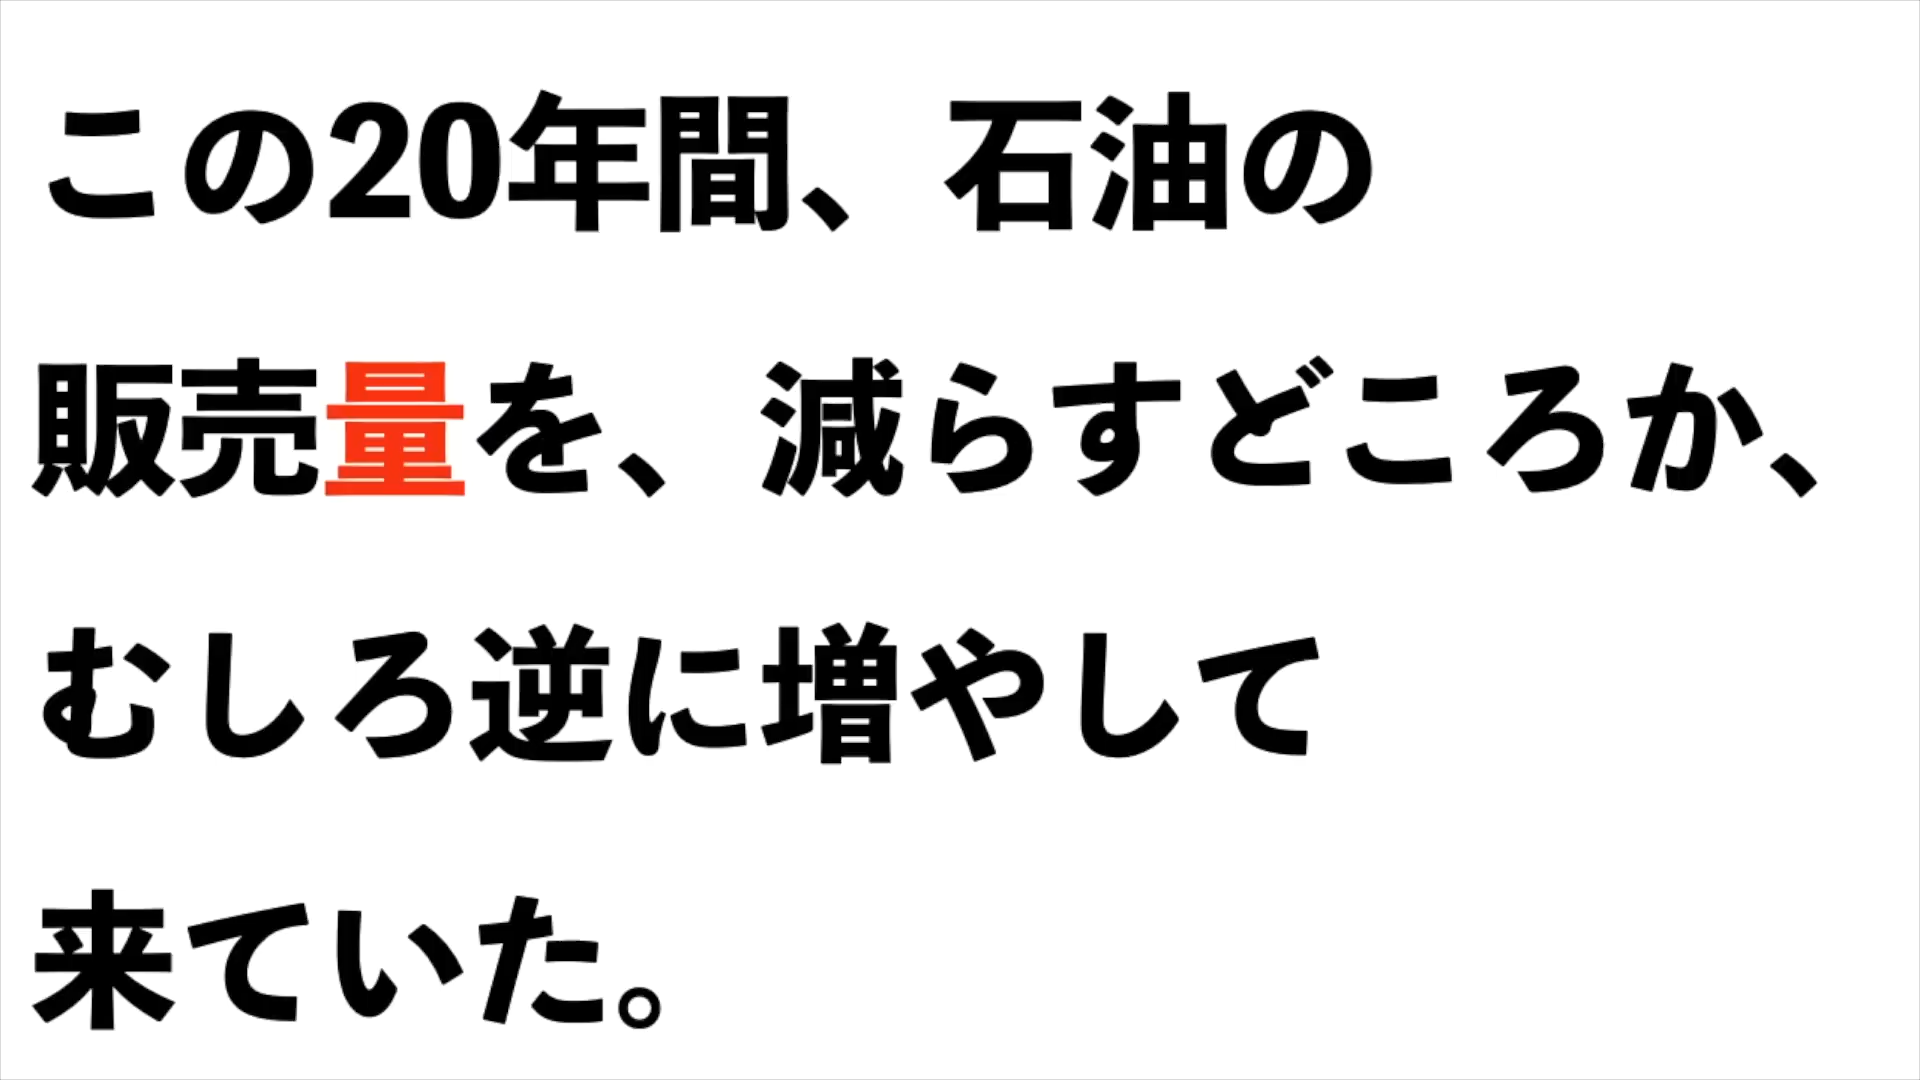 この20年間、石油の
販売量を、減らすどころか、
むしろ逆に増やして
来ていた。